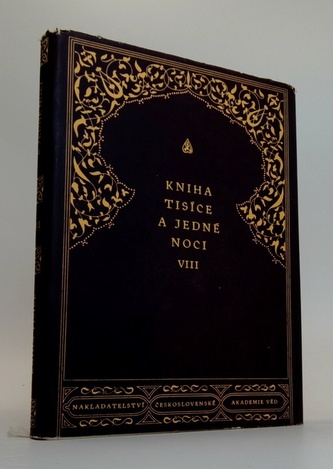 KNIHA
TISÍCE
A JEDNÉ
NOCI
VIII
NAKLADATELSTVÍ ČESKOSLOVENSKÉ AKADEMIE VĚD